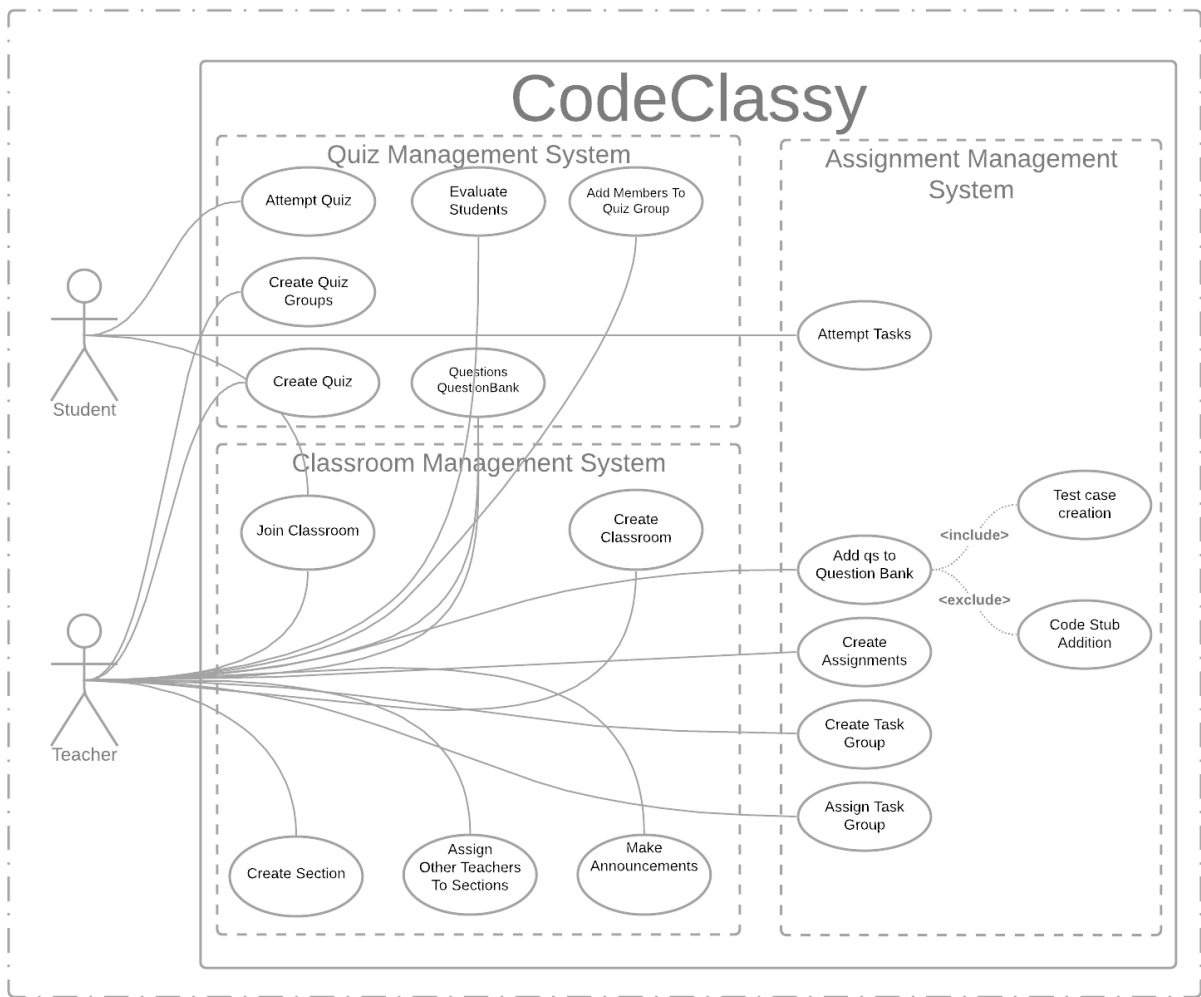 CodeClassy
Quiz Management System
Attempt Quiz
Evaluate
Students
Add Members To
Quiz Group
Create Quiz
Groups
Create Quiz
Questions
QuestionBank
Student
Classroom Management System
Join Classroom
Create
Classroom
Teacher
Create Section
Assign
Other Teachers
To Sections
Make
Announcements
Assignment Management
System
Attempt Tasks
Test case
creation
<include>
Add qs to
Question Bank
<exclude>
Code Stub
Addition
Create
Assignments
Create Task
Group
Assign Task
Group